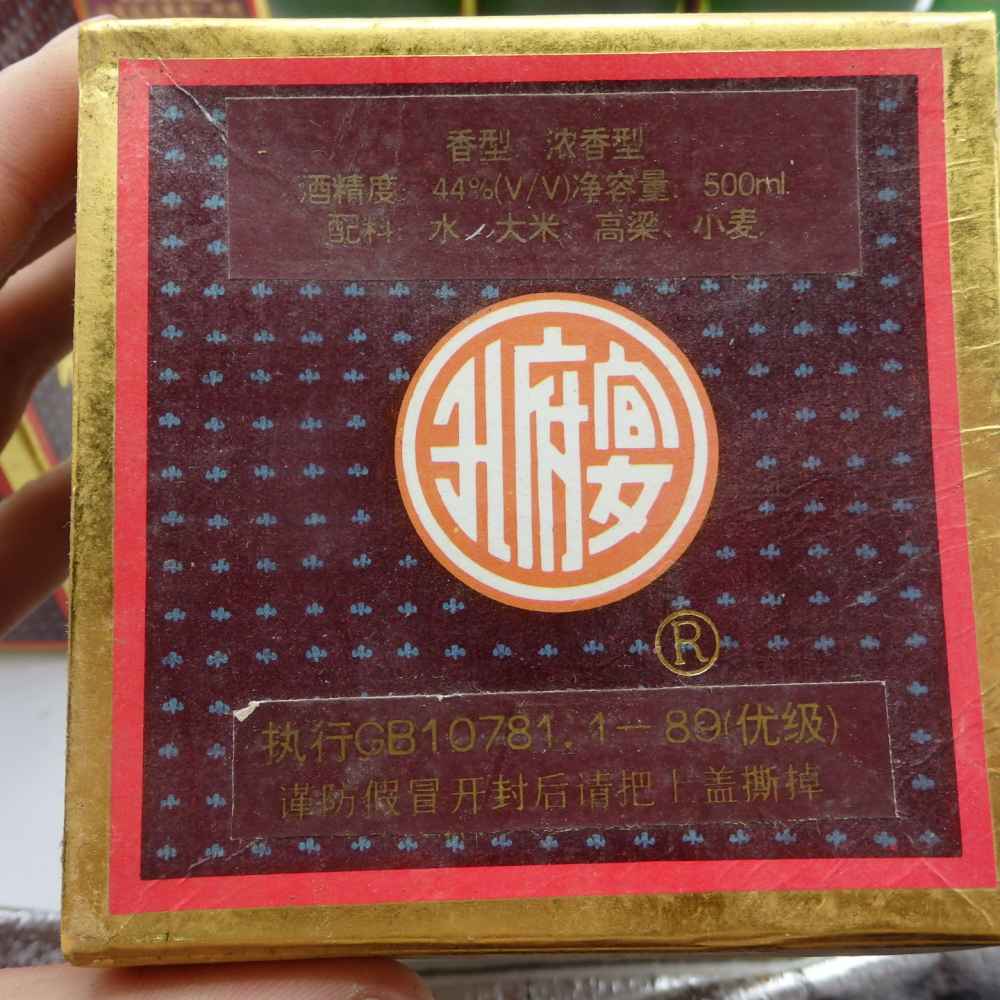 香型 浓香型
酒精度 44%(V/V)净容量. 500ml.
配料 水、大米、高梁、小麦
孔府宴
®
执行GB10781.1-89(优级)
谨防假冒开封后请把上盖撕掉